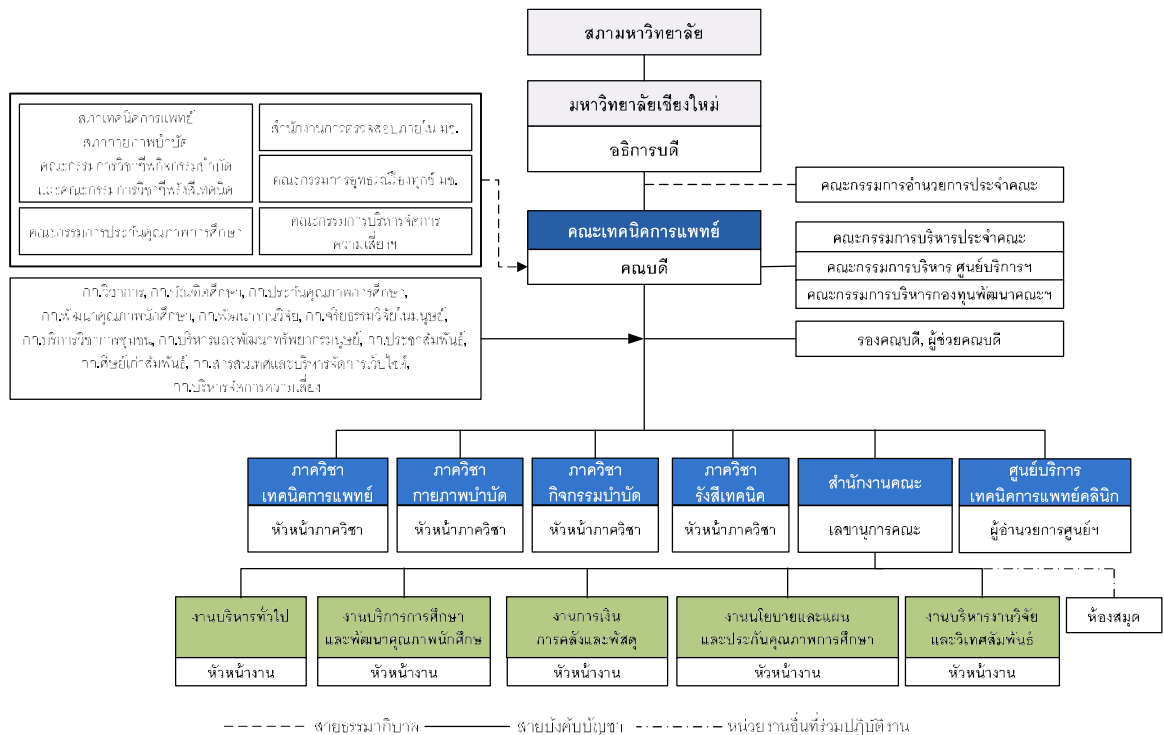 สภามหาวิทยาลัย
มหาวิทยาลัยเชียงใหม่
อธิการบดี
สภาเทคนิคการแพทย์
สภากายภาพบำบัด
คณะกรรมการวิชาชีพกิจกรรมบำบัด
และคณะกรรมการวิชาชีพรังสีเทคนิค
สำนักงานการตรวจสอบภายใน มช.
คณะกรรมการอุทธรณ์ร้องทุกข์ มช.
คณะกรรมการประกันคุณภาพการศึกษา
คณะกรรมการบริหารจัดการ
ความเสี่ยงฯ
คณะกรรมการอำนวยการประจำคณะ
คณะเทคนิคการแพทย์
คณบดี
คณะกรรมการบริหารประจำคณะ
คณะกรรมการบริหาร ศูนย์บริการฯ
คณะกรรมการบริหารกองทุนพัฒนาคณะฯ
กก.วิชาการ, กก.บัณฑิตศึกษา, กก.ประกันคุณภาพการศึกษา,
กก.พัฒนาคุณภาพนักศึกษา, กก.พัฒนางานวิจัย, กก.จริยธรรมวิจัยในมนุษย์,
กก.บริการวิชาการชุมชน, กก.บริหารและพัฒนาทรัพยากรมนุษย์, กก.ประชาสัมพันธ์,
กก.ศิษย์เก่าสัมพันธ์, กก.สารสนเทศและบริหารจัดการเว็บไซต์,
กก.บริหารจัดการความเสี่ยง
รองคณบดี, ผู้ช่วยคณบดี
ภาควิชา
เทคนิคการแพทย์
หัวหน้าภาควิชา
ภาควิชา
กายภาพบำบัด
หัวหน้าภาควิชา
ภาควิชา
กิจกรรมบำบัด
หัวหน้าภาควิชา
ภาควิชา
รังสีเทคนิค
หัวหน้าภาควิชา
สำนักงานคณะ
เลขานุการคณะ
ศูนย์บริการ
เทคนิคการแพทย์คลินิก
ผู้อำนวยการศูนย์ฯ
งานบริหารทั่วไป
หัวหน้างาน
งานบริการการศึกษา
และพัฒนาคุณภาพนักศึกษ
หัวหน้างาน
งานการเงิน
การคลังและพัสดุ
หัวหน้างาน
งานนโยบายและแผน
และประกันคุณภาพการศึกษา
หัวหน้างาน
งานบริหารงานวิจัย
และวิเทศสัมพันธ์
หัวหน้างาน
ห้องสมุด
สายธรรมาภิบาล
สายบังคับบัญชา
หน่วยงานอื่นที่ร่วมปฏิบัติงาน